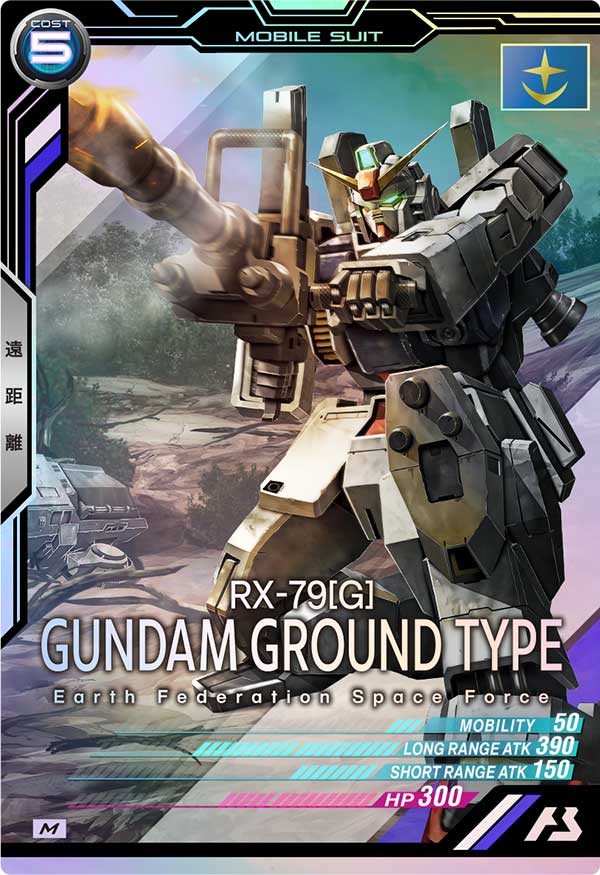 COST
5
MOBILE SUIT
遠距離
RX-79[G]
GUNDAM GROUND TYPE
Earth Federation Space Force
MOBILITY 50
LONG RANGE ATK 390
SHORT RANGE ATK 150
HP 300
M